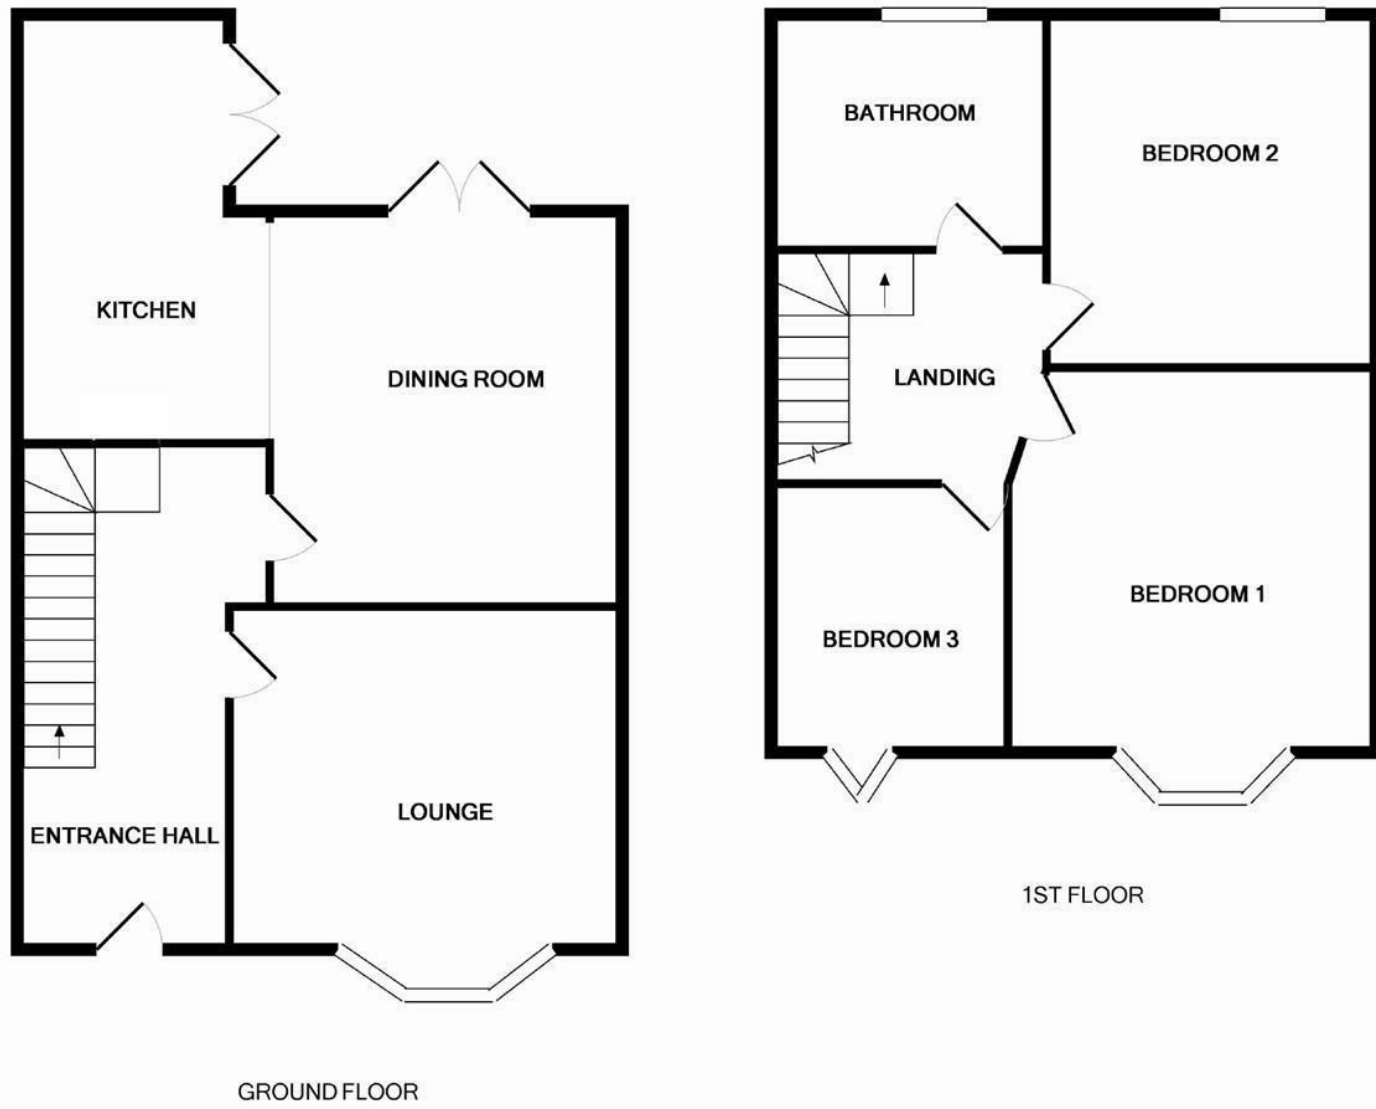 KITCHEN
DINING ROOM
LOUNGE
ENTRANCE HALL
GROUND FLOOR
BATHROOM
BEDROOM 2
LANDING
BEDROOM 1
BEDROOM 3
1ST FLOOR